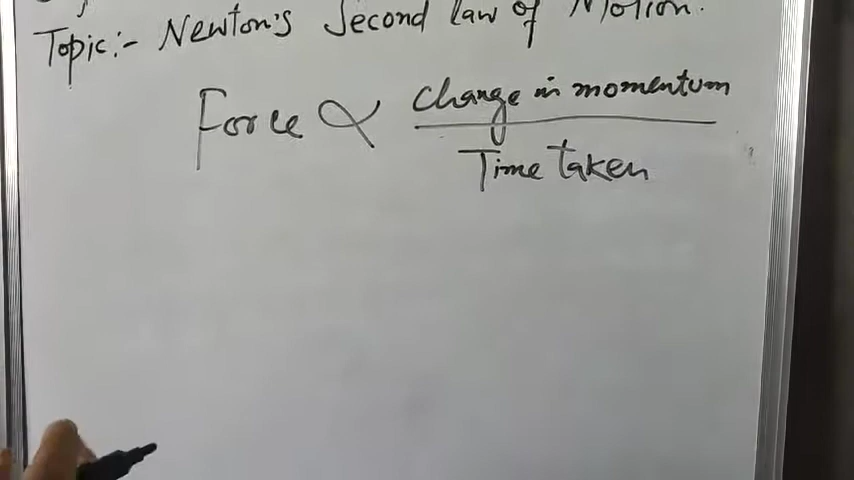 Topic:- Newton's Second Law of Motion.
Force ∝ Change in momentum
Time taken